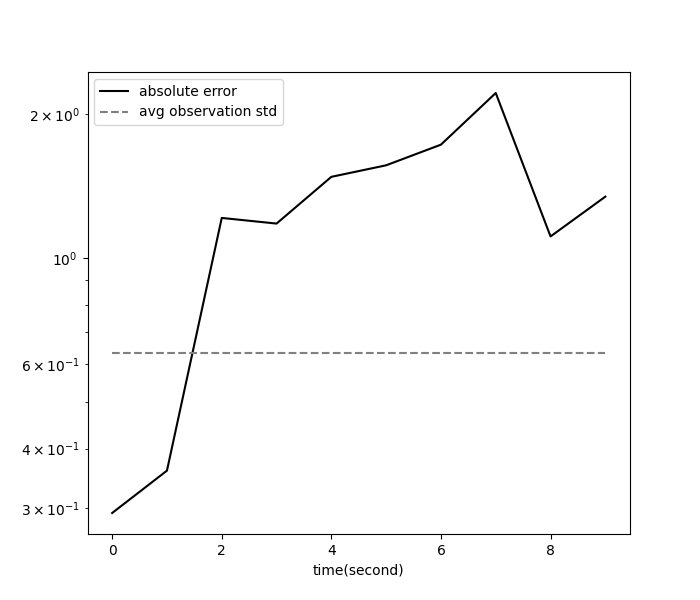 absolute error
avg observation std
2 × 10⁰
10⁰
6 × 10⁻¹
4 × 10⁻¹
3 × 10⁻¹
0 2 4 6 8
time(second)